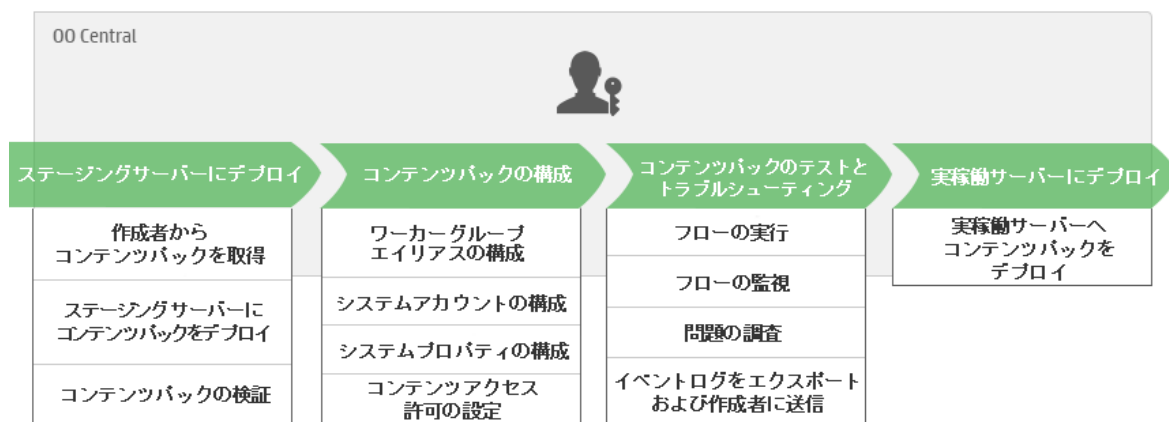 OO Central
ステージングサーバーにデプロイ
コンテンツパックの構成
コンテンツパックのテストと
トラブルシューティング
実稼働サーバーにデプロイ
作成者から
コンテンツパックを取得
ステージングサーバーに
コンテンツパックをデプロイ
コンテンツパックの検証
ワーカーグループ
エイリアスの構成
システムアカウントの構成
システムプロパティの構成
コンテンツアクセス
許可の設定
フローの実行
フローの監視
問題の調査
イベントログをエクスポート
および作成者に送信
実稼働サーバーへ
コンテンツパックを
デプロイ